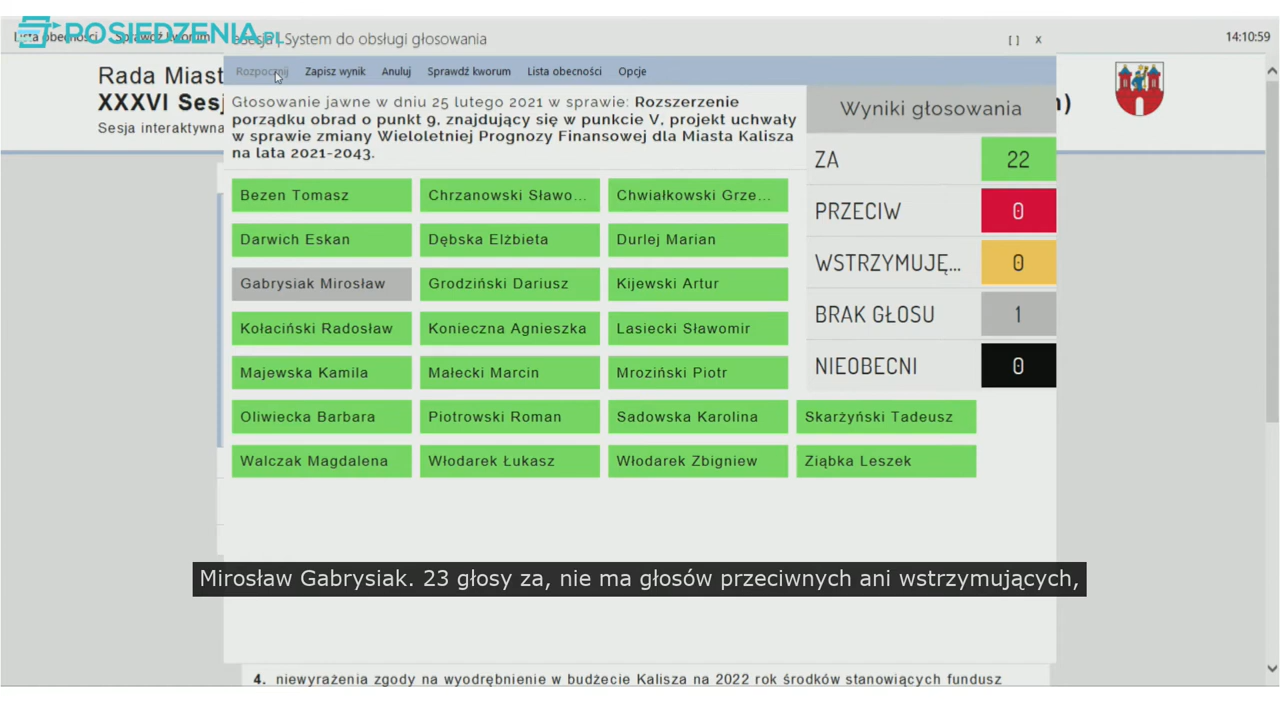 POSIEDZENIA.PL
Lista obecności Sprawdź kworum
eSesja | System do obsługi głosowania
[ ] x
14:10:59
Rada Miast
XXXVI Ses
Sesja interaktywna
)
Rozpocznij Zapisz wynik Anuluj Sprawdź kworum Lista obecności Opcje
Głosowanie jawne w dniu 25 lutego 2021 w sprawie: Rozszerzenie
porządku obrad o punkt 9, znajdujący się w punkcie V, projekt uchwały
w sprawie zmiany Wieloletniej Prognozy Finansowej dla Miasta Kalisza
na lata 2021-2043.
Wyniki głosowania
ZA 22
PRZECIW 0
WSTRZYMUJĘ... 0
BRAK GŁOSU 1
NIEOBECNI 0
Bezen Tomasz Chrzanowski Sławo... Chwiałkowski Grze...
Darwich Eskan Dębska Elżbieta Durlej Marian
Gabrysiak Mirosław Grodziński Dariusz Kijewski Artur
Kołaciński Radosław Konieczna Agnieszka Lasiecki Sławomir
Majewska Kamila Małecki Marcin Mroziński Piotr
Oliwiecka Barbara Piotrowski Roman Sadowska Karolina Skarżyński Tadeusz
Walczak Magdalena Włodarek Łukasz Włodarek Zbigniew Ziąbka Leszek
Mirosław Gabrysiak. 23 głosy za, nie ma głosów przeciwnych ani wstrzymujących,
4. niewyrażenia zgody na wyodrębnienie w budżecie Kalisza na 2022 rok środków stanowiących fundusz